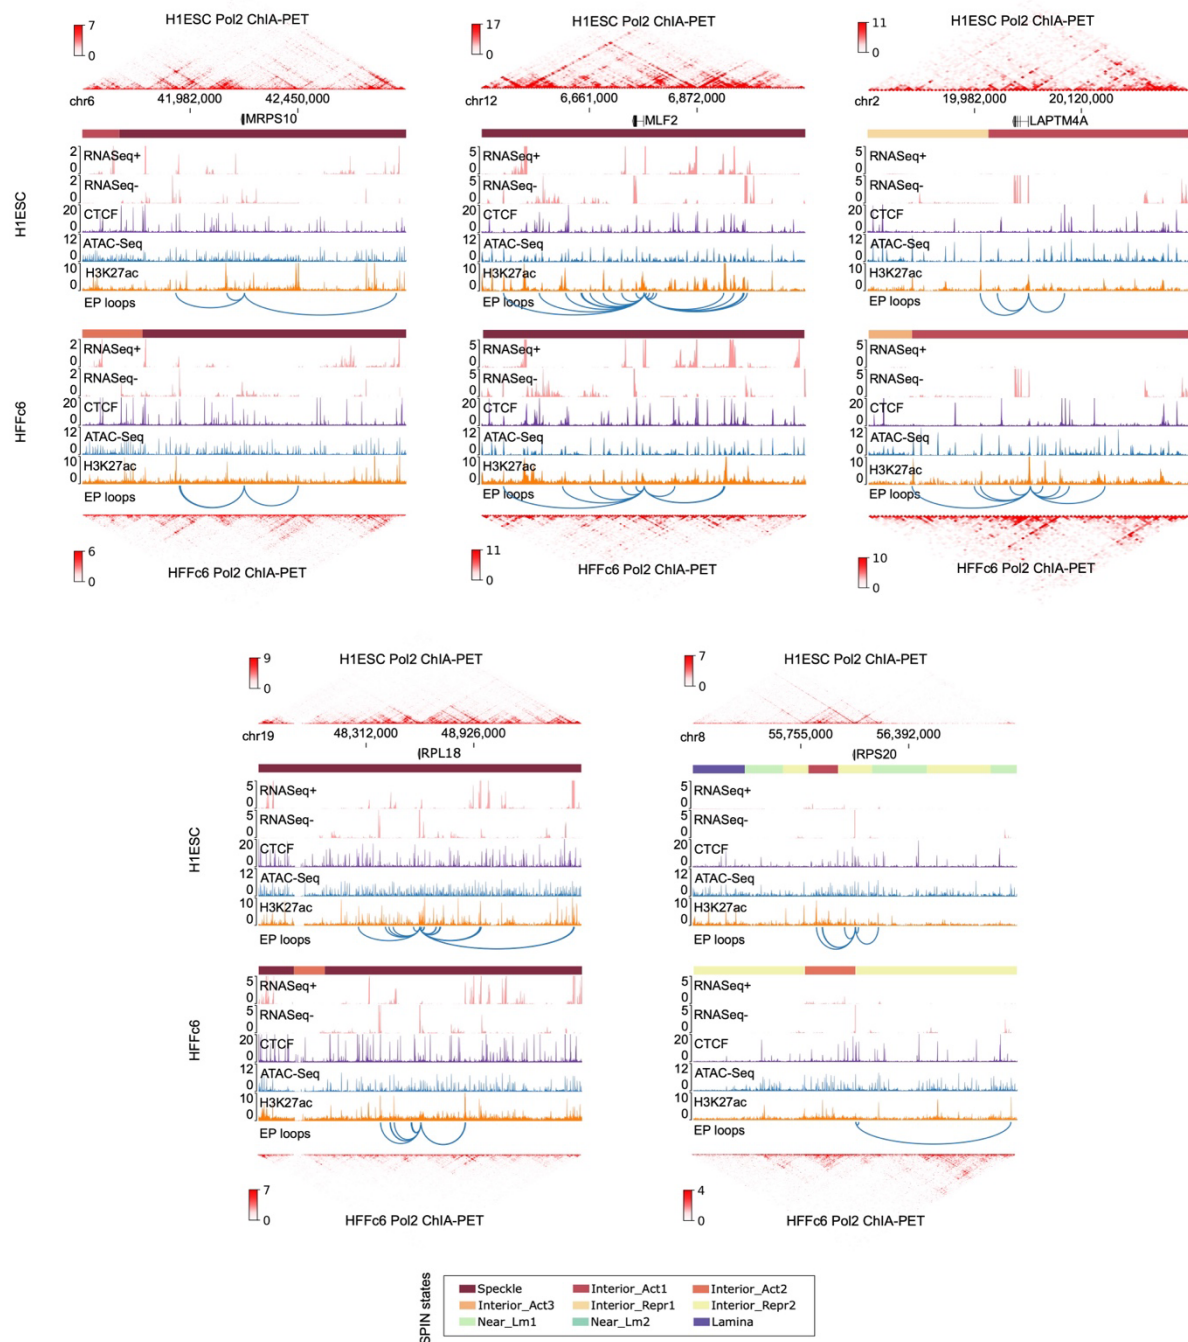 H1ESC Pol2 ChIA-PET
7
0
chr6
41,982,000
42,450,000
MRPS10
H1ESC
2
0
RNASeq+
2
0
RNASeq-
20
0
CTCF
12
0
ATAC-Seq
10
0
H3K27ac
EP loops
HFFc6
2
0
RNASeq+
2
0
RNASeq-
20
0
CTCF
12
0
ATAC-Seq
10
0
H3K27ac
EP loops
6
0
HFFc6 Pol2 ChIA-PET
H1ESC Pol2 ChIA-PET
17
0
chr12
6,661,000
6,872,000
MLF2
5
0
RNASeq+
5
0
RNASeq-
20
0
CTCF
12
0
ATAC-Seq
10
0
H3K27ac
EP loops
5
0
RNASeq+
5
0
RNASeq-
20
0
CTCF
12
0
ATAC-Seq
10
0
H3K27ac
EP loops
11
0
HFFc6 Pol2 ChIA-PET
H1ESC Pol2 ChIA-PET
11
0
chr2
19,982,000
20,120,000
LAPTM4A
5
0
RNASeq+
5
0
RNASeq-
20
0
CTCF
12
0
ATAC-Seq
10
0
H3K27ac
EP loops
5
0
RNASeq+
5
0
RNASeq-
20
0
CTCF
12
0
ATAC-Seq
10
0
H3K27ac
EP loops
10
0
HFFc6 Pol2 ChIA-PET
H1ESC Pol2 ChIA-PET
9
0
chr19
48,312,000
48,926,000
RPL18
H1ESC
5
0
RNASeq+
5
0
RNASeq-
20
0
CTCF
12
0
ATAC-Seq
10
0
H3K27ac
EP loops
HFFc6
5
0
RNASeq+
5
0
RNASeq-
20
0
CTCF
12
0
ATAC-Seq
10
0
H3K27ac
EP loops
7
0
HFFc6 Pol2 ChIA-PET
H1ESC Pol2 ChIA-PET
7
0
chr8
55,755,000
56,392,000
RPS20
5
0
RNASeq+
5
0
RNASeq-
20
0
CTCF
12
0
ATAC-Seq
10
0
H3K27ac
EP loops
5
0
RNASeq+
5
0
RNASeq-
20
0
CTCF
12
0
ATAC-Seq
10
0
H3K27ac
EP loops
4
0
HFFc6 Pol2 ChIA-PET
SPIN states
Speckle
Interior_Act1
Interior_Act2
Interior_Act3
Interior_Repr1
Interior_Repr2
Near_Lm1
Near_Lm2
Lamina